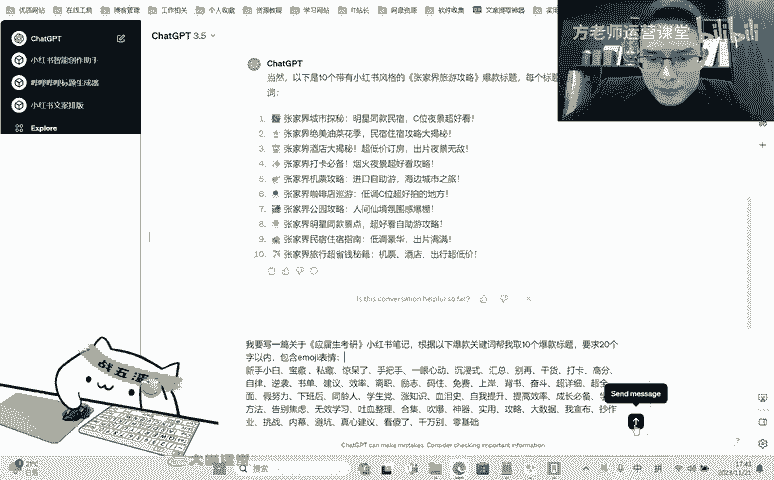 优选网站 在线工具 博客管理 工作相关 个人收藏 资源教程 学习网站 IT站长 网盘资源 软件收集 文案提取神器
方老师运营课堂
ChatGPT
小红书智能创作助手
哔哩哔哩标题生成器
小红书文案排版
Explore
ChatGPT 3.5
ChatGPT
当然，以下是10个带有小红书风格的《张家界旅游攻略》爆款标题，每个标题
词：
1. 张家界城市探秘：明星同款民宿，C位夜景超好看！
2. 张家界绝美油菜花季，民宿住宿攻略大揭秘！
3. 张家界酒店大揭秘！超低价订房，出片夜景无敌！
4. 张家界打卡必备！烟火夜景超好看攻略！
5. 张家界机票攻略：进口自助游，海边城市之旅！
6. 张家界咖啡店巡游：低调C位超好拍的地方！
7. 张家界公园攻略：人间仙境氛围感爆棚！
8. 张家界明星同款景点，超好看自助游攻略！
9. 张家界民宿住宿指南：低调豪华，出片满满！
10. 张家界旅行超省钱秘籍：机票、酒店、出行超低价！
Is this conversation helpful so far?
我要写一篇关于《应届生考研》小红书笔记，根据以下爆款关键词帮我取10个爆款标题，要求20个
字以内，包含emoji表情：
新手小白、宝藏、私藏、惊呆了、手把手、一眼心动、沉浸式、汇总、别再、干货、打卡、高分、
自律、逆袭、书单、建议、效率、离职、励志、码住、免费、上岸、背书、奋斗、超详细、超全
面、假努力、下班后、同龄人、学生党、涨知识、血泪史、自我提升、提高效率、成长必备、
方法、告别焦虑、无效学习、吐血整理、合集、吹爆、神器、实用、攻略、大数据、我宣布、抄作
业、挑战、内幕、避坑、真心建议、看傻了、千万别、零基础
Send message
ChatGPT can make mistakes. Consider checking important information.
战五渣
搜索
17:41
2023/11/21